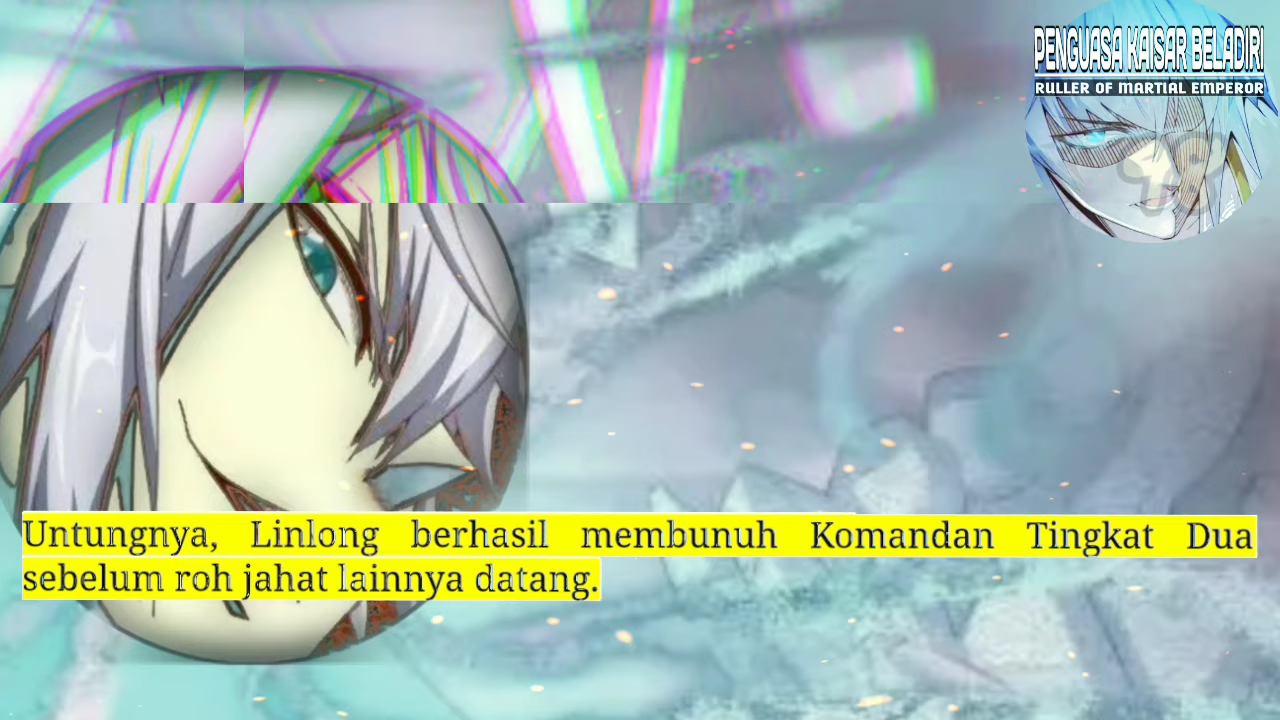 PENGUASA KAISAR BELADIRI
RULLER OF MARTIAL EMPEROR
Untungnya, Linlong berhasil membunuh Komandan Tingkat Dua
sebelum roh jahat lainnya datang.